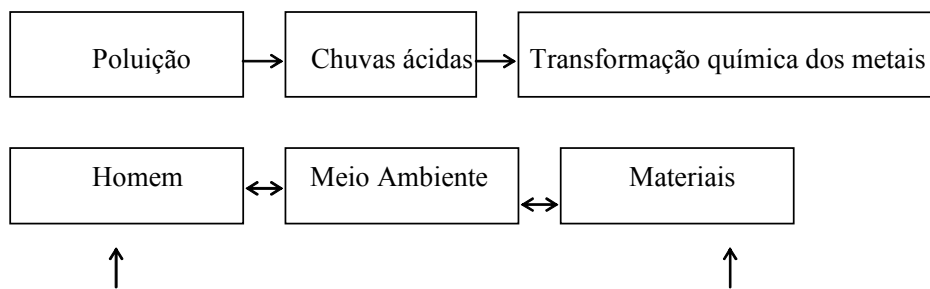 Poluição
Chuvas ácidas
Transformação química dos metais
Homem
Meio Ambiente
Materiais